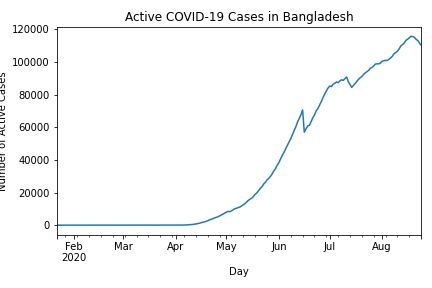 Active COVID-19 Cases in Bangladesh
Number of Active Cases
120000
100000
80000
60000
40000
20000
0
Feb
2020
Mar
Apr
May
Jun
Jul
Aug
Day